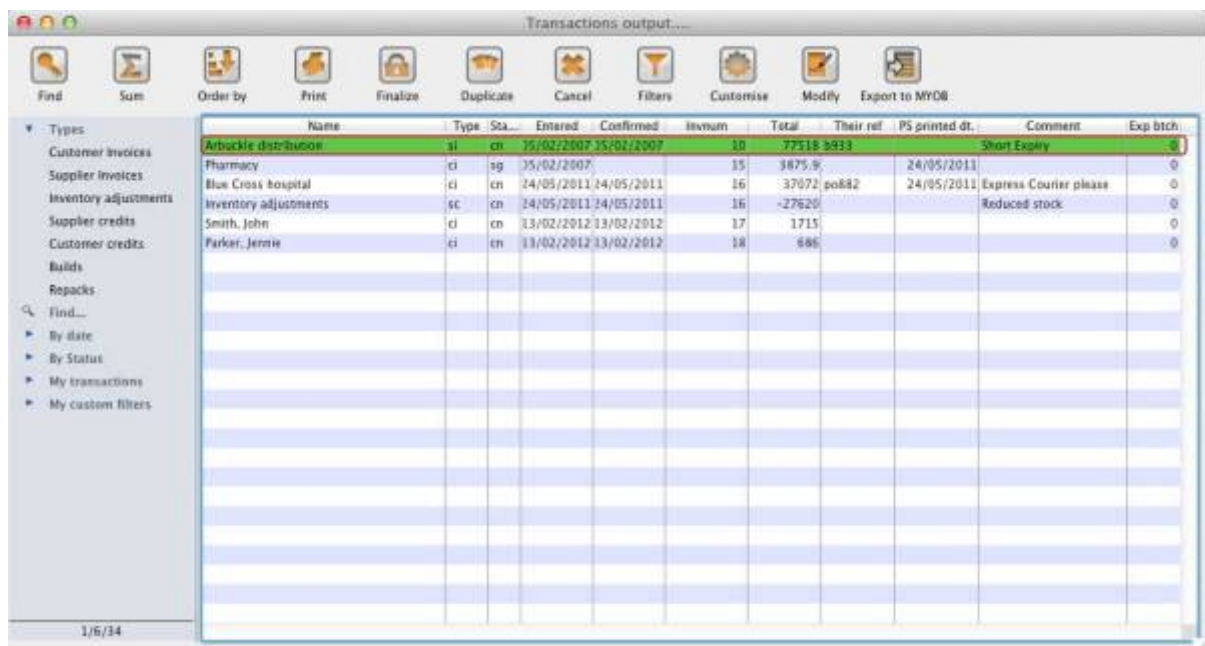 Transactions output....
Find Sum Order by Print Finalize Duplicate Cancel Filters Customise Modify Export to MYOB
Types
Customer invoices
Supplier invoices
Inventory adjustments
Supplier credits
Customer credits
Builds
Repacks
Find...
By date
By Status
My transactions
My custom filters
1/6/34
Name Type Sta... Entered Confirmed Invnum Total Their ref PS printed dt. Comment Exp btch
Arbuckle distribution si cn 15/02/2007 15/02/2007 10 77518 b933 Short Expiry 0
Pharmacy ci sg 15/02/2007 15 3875.9 24/05/2011 0
Blue Cross hospital ci cn 24/05/2011 24/05/2011 16 37072 po882 24/05/2011 Express Courier please 0
Inventory adjustments sc cn 24/05/2011 24/05/2011 16 -27620 Reduced stock 0
Smith, John ci cn 13/02/2012 13/02/2012 17 1715 0
Parker, Jennie ci cn 13/02/2012 13/02/2012 18 686 0